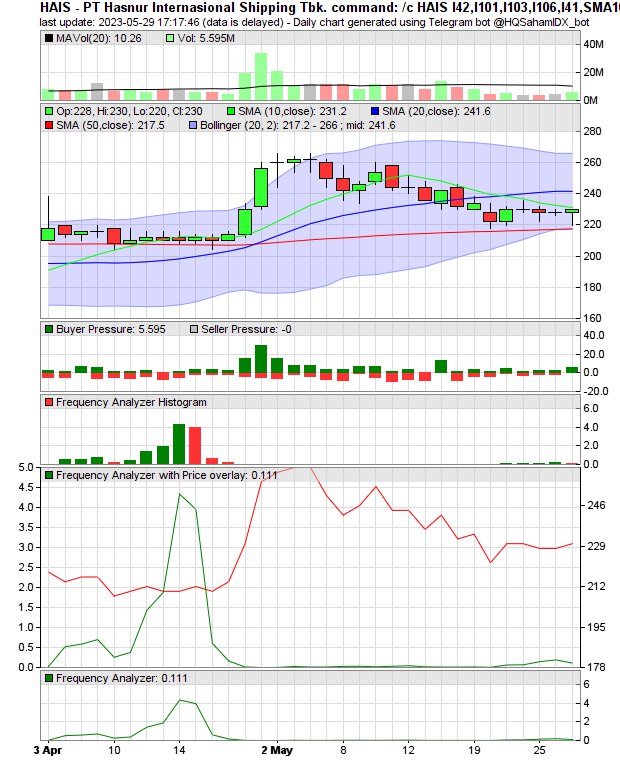 HAIS - PT Hasnur Internasional Shipping Tbk. command: /c HAIS I42,I101,I103,I106,I41,SMA10
last update: 2023-05-29 17:17:46 (data is delayed) - Daily chart generated using Telegram bot @HQSahamIDX_bot
MAVol(20): 10.26 Vol: 5.595M
40M
20M
0M
Op:228, Hi:230, Lo:220, Cl:230 SMA (10,close): 231.2 SMA (20,close): 241.6
SMA (50,close): 217.5 Bollinger (20, 2): 217.2 - 266 ; mid: 241.6
280
260
240
220
200
180
160
Buyer Pressure: 5.595 Seller Pressure: -0
40.0
20.0
0.0
-20.0
Frequency Analyzer Histogram
6.0
4.0
2.0
0.0
Frequency Analyzer with Price overlay: 0.111
5.0
4.5
4.0
3.5
3.0
2.5
2.0
1.5
1.0
0.5
0.0
246
229
212
195
178
Frequency Analyzer: 0.111
6
4
2
0
3 Apr 10 14 2 May 8 12 19 25